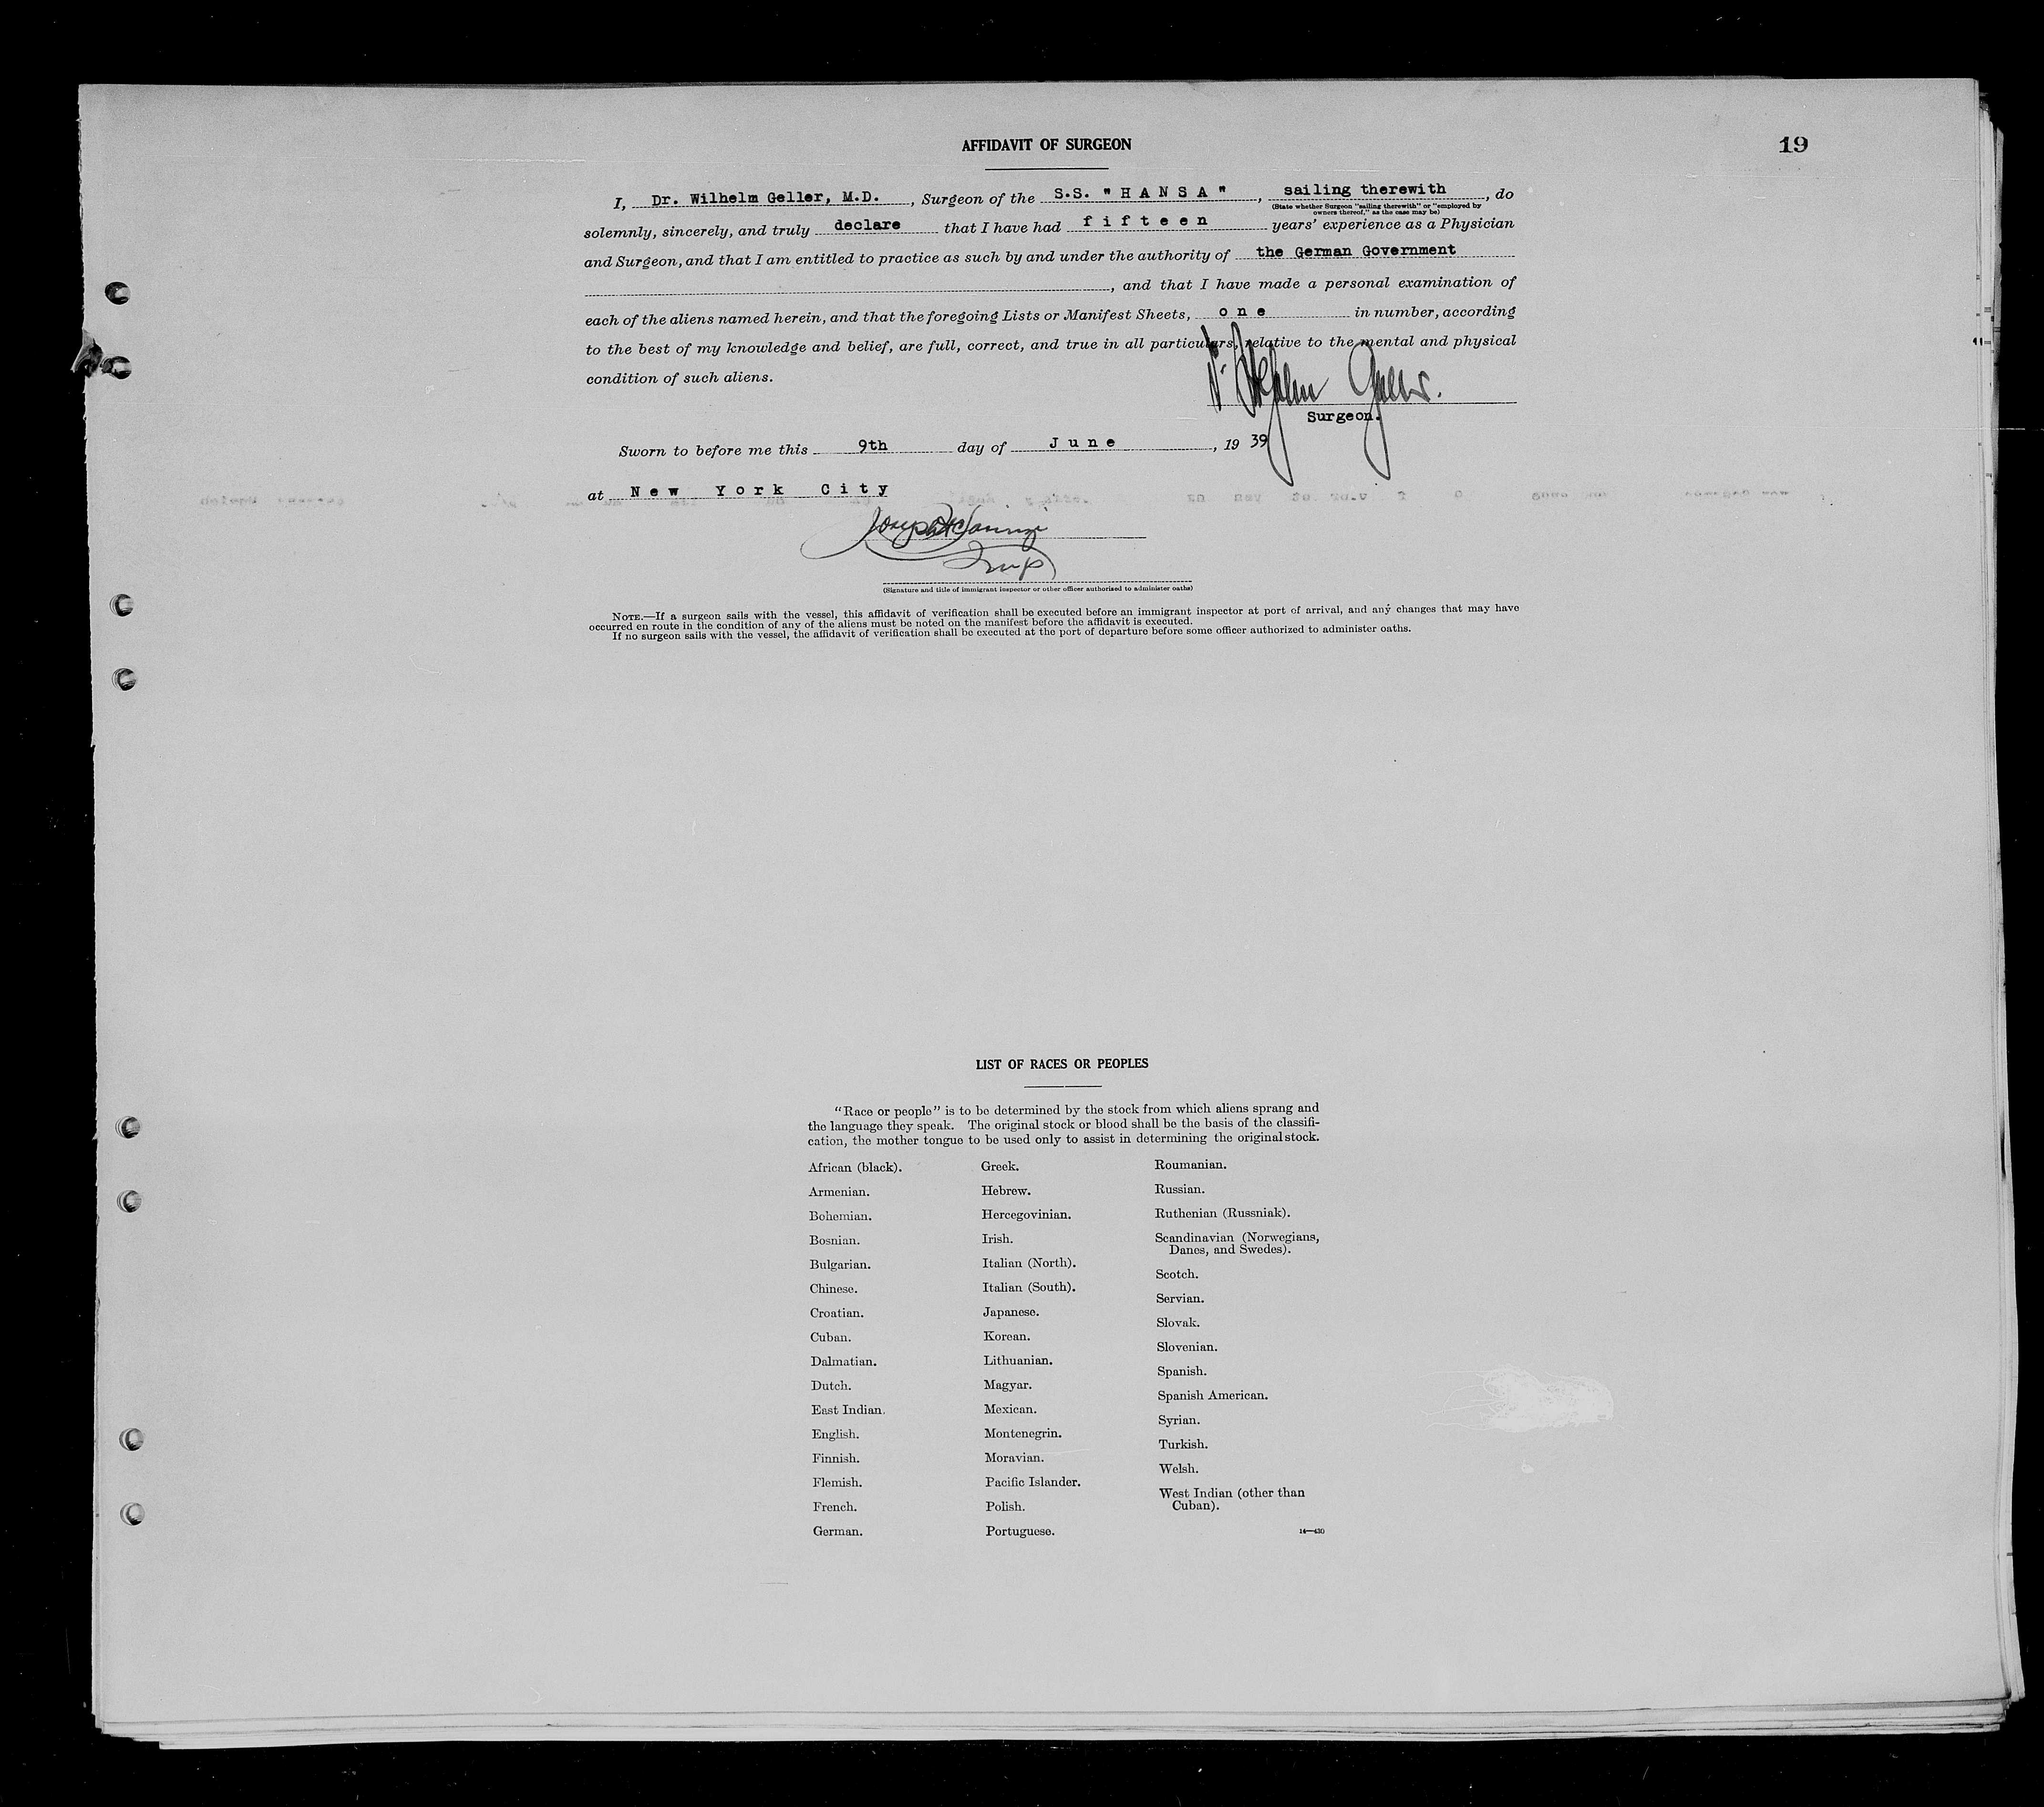 AFFIDAVIT OF SURGEON
19
I, Dr. Wilhelm Geller, M.D. , Surgeon of the S.S. "H A N S A" , sailing therewith , do
(State whether Surgeon "sailing therewith" or "employed by
owners thereof," as the case may be)
solemnly, sincerely, and truly declare that I have had f i f t e e n years' experience as a Physician
and Surgeon, and that I am entitled to practice as such by and under the authority of the German Government
, and that I have made a personal examination of
each of the aliens named herein, and that the foregoing Lists or Manifest Sheets, o n e in number, according
to the best of my knowledge and belief, are full, correct, and true in all particulars, relative to the mental and physical
condition of such aliens.
Dr. Wilhelm Geller.
Surgeon.
Sworn to before me this 9th day of J u n e , 19 39
at N e w Y o r k C i t y
Joseph
Insp
(Signature and title of immigrant inspector or other officer authorized to administer oaths)
NOTE.—If a surgeon sails with the vessel, this affidavit of verification shall be executed before an immigrant inspector at port of arrival, and any changes that may have
occurred en route in the condition of any of the aliens must be noted on the manifest before the affidavit is executed.
If no surgeon sails with the vessel, the affidavit of verification shall be executed at the port of departure before some officer authorized to administer oaths.
LIST OF RACES OR PEOPLES
"Race or people" is to be determined by the stock from which aliens sprang and
the language they speak. The original stock or blood shall be the basis of the classifi-
cation, the mother tongue to be used only to assist in determining the original stock.
African (black).
Armenian.
Bohemian.
Bosnian.
Bulgarian.
Chinese.
Croatian.
Cuban.
Dalmatian.
Dutch.
East Indian.
English.
Finnish.
Flemish.
French.
German.
Greek.
Hebrew.
Hercegovinian.
Irish.
Italian (North).
Italian (South).
Japanese.
Korean.
Lithuanian.
Magyar.
Mexican.
Montenegrin.
Moravian.
Pacific Islander.
Polish.
Portuguese.
Roumanian.
Russian.
Ruthenian (Russniak).
Scandinavian (Norwegians,
Danes, and Swedes).
Scotch.
Servian.
Slovak.
Slovenian.
Spanish.
Spanish American.
Syrian.
Turkish.
Welsh.
West Indian (other than
Cuban).
14—430